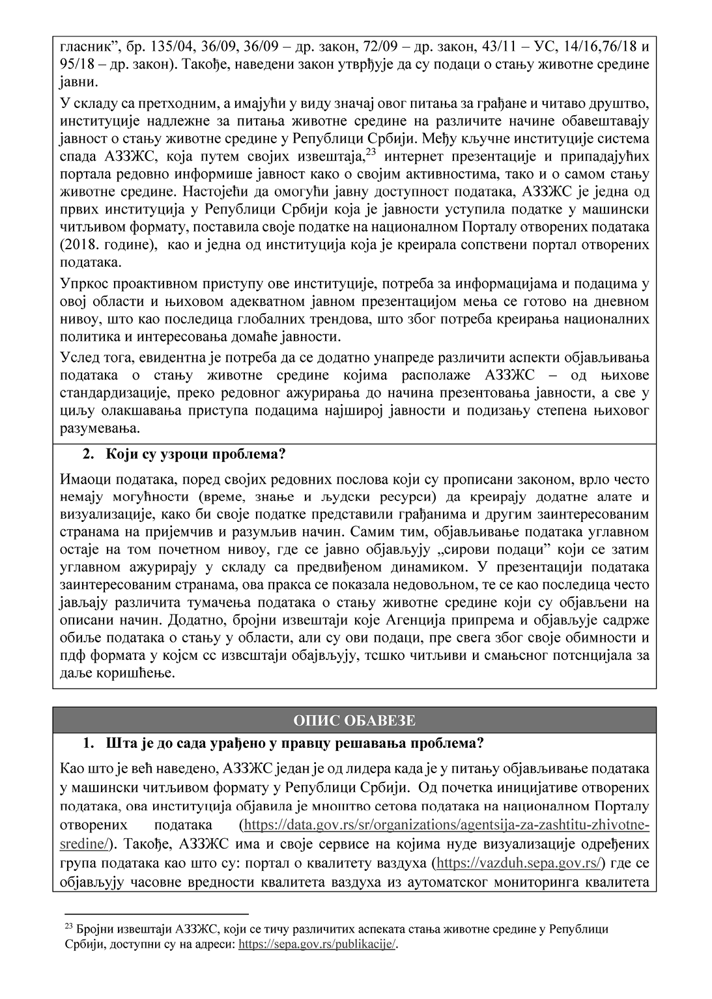 гласник”, бр. 135/04, 36/09, 36/09 – др. закон, 72/09 – др. закон, 43/11 – УС, 14/16,76/18 и
95/18 – др. закон). Такође, наведени закон утврђује да су подаци о стању животне средине
јавни.
У складу са претходним, а имајући у виду значај овог питања за грађане и читаво друштво,
институције надлежне за питања животне средине на различите начине обавештавају
јавност о стању животне средине у Републици Србији. Међу кључне институције система
спада АЗЗЖС, која путем својих извештаја,23 интернет презентације и припадајућих
портала редовно информише јавност како о својим активностима, тако и о самом стању
животне средине. Настојећи да омогући јавну доступност података, АЗЗЖС је једна од
првих институција у Републици Србији која је јавности уступила податке у машински
читљивом формату, поставила своје податке на националном Порталу отворених података
(2018. године),  као и једна од институција која је креирала сопствени портал отворених
података.
Упркос проактивном приступу ове институције, потреба за информацијама и подацима у
овој области и њиховом адекватном јавном презентацијом мења се готово на дневном
нивоу, што као последица глобалних трендова, што због потреба креирања националних
политика и интересовања домаће јавности.
Услед тога, евидентна је потреба да се додатно унапреде различити аспекти објављивања
података о стању животне средине којима располаже АЗЗЖС – од њихове
стандардизације, преко редовног ажурирања до начина презентовања јавности, а све у
циљу олакшавања приступа подацима најширој јавности и подизању степена њиховог
разумевања.
2. Који су узроци проблема?
Имаоци података, поред својих редовних послова који су прописани законом, врло често
немају могућности (време, знање и људски ресурси) да креирају додатне алате и
визуализације, како би своје податке представили грађанима и другим заинтересованим
странама на пријемчив и разумљив начин. Самим тим, објављивање података углавном
остаје на том почетном нивоу, где се јавно објављују „сирови подаци” који се затим
углавном ажурирају у складу са предвиђеном динамиком. У презентацији података
заинтересованим странама, ова пракса се показала недовољном, те се као последица често
јављају различита тумачења података о стању животне средине који су објављени на
описани начин. Додатно, бројни извештаји које Агенција припрема и објављује садрже
обиље података о стању у области, али су ови подаци, пре свега због своје обимности и
пдф формата у којем се извештаји обајвљују, тешко читљиви и смањеног потенцијала за
даље коришћење.
ОПИС ОБАВЕЗЕ
1. Шта је до сада урађено у правцу решавања проблема?
Као што је већ наведено, АЗЗЖС један је од лидера када је у питању објављивање података
у машински читљивом формату у Републици Србији.  Од почетка иницијативе отворених
података, ова институција објавила је мноштво сетова података на националном Порталу
отворених података (https://data.gov.rs/sr/organizations/agentsija-za-zashtitu-zhivotne-
sredine/). Такође, АЗЗЖС има и своје сервисе на којима нуде визуализације одређених
група података као што су: портал о квалитету ваздуха (https://vazduh.sepa.gov.rs/) где се
објављују часовне вредности квалитета ваздуха из аутоматског мониторинга квалитета
23 Бројни извештаји АЗЗЖС, који се тичу различитих аспеката стања животне средине у Републици
Србији, доступни су на адреси: https://sepa.gov.rs/publikacije/.